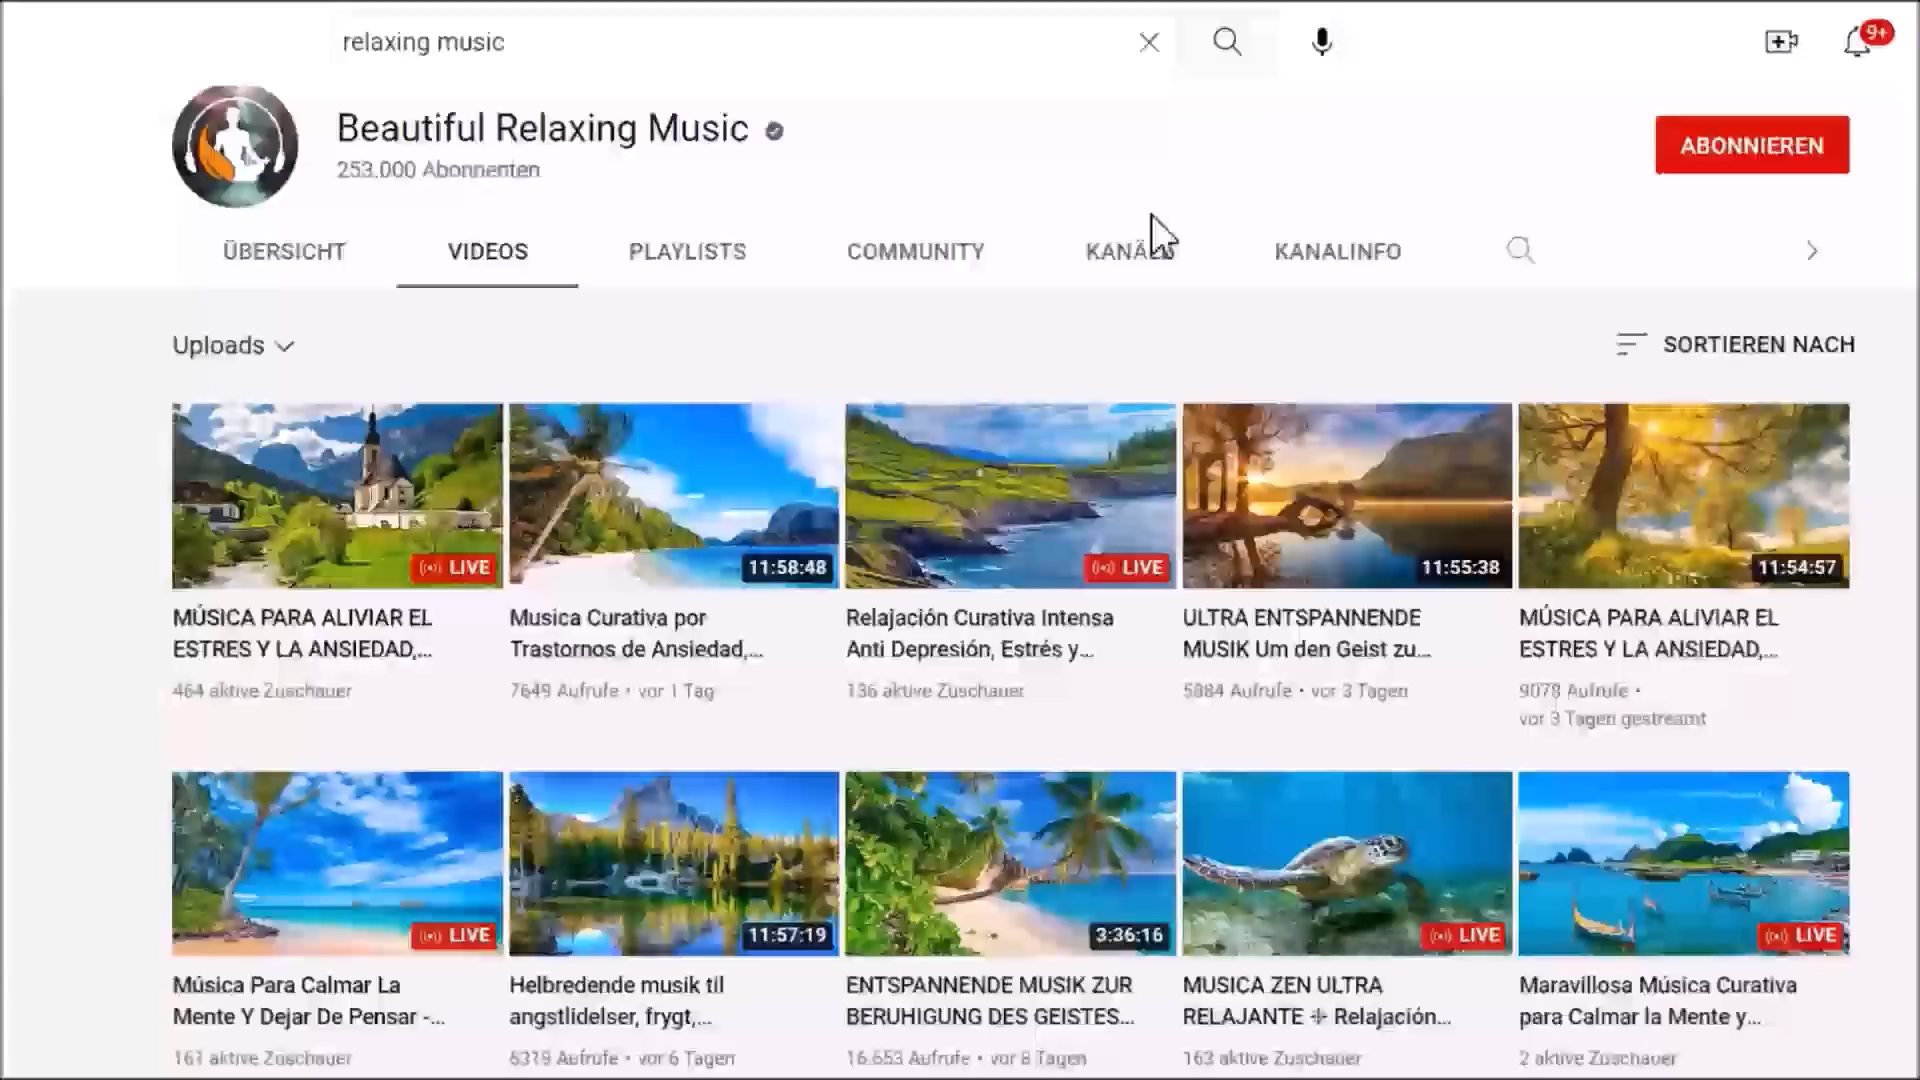 relaxing music
9+
Beautiful Relaxing Music
253.000 Abonnenten
ABONNIEREN
ÜBERSICHT
VIDEOS
PLAYLISTS
COMMUNITY
KANALINFO
Uploads
SORTIEREN NACH
LIVE
11:58:48
LIVE
11:55:38
11:54:57
MÚSICA PARA ALIVIAR EL
ESTRES Y LA ANSIEDAD,...
464 aktive Zuschauer
Musica Curativa por
Trastornos de Ansiedad,...
7649 Aufrufe • vor 1 Tag
Relajación Curativa Intensa
Anti Depresión, Estrés y...
136 aktive Zuschauer
ULTRA ENTSPANNENDE
MUSIK Um den Geist zu...
5884 Aufrufe • vor 3 Tagen
MÚSICA PARA ALIVIAR EL
ESTRES Y LA ANSIEDAD,...
9078 Aufrufe •
vor 3 Tagen gestreamt
LIVE
11:57:19
3:36:16
LIVE
LIVE
Música Para Calmar La
Mente Y Dejar De Pensar -...
161 aktive Zuschauer
Helbredende musik til
angstlidelser, frygt,...
6319 Aufrufe • vor 6 Tagen
ENTSPANNENDE MUSIK ZUR
BERUHIGUNG DES GEISTES...
16.653 Aufrufe • vor 8 Tagen
MUSICA ZEN ULTRA
RELAJANTE ❉ Relajación...
163 aktive Zuschauer
Maravillosa Música Curativa
para Calmar la Mente y...
2 aktive Zuschauer